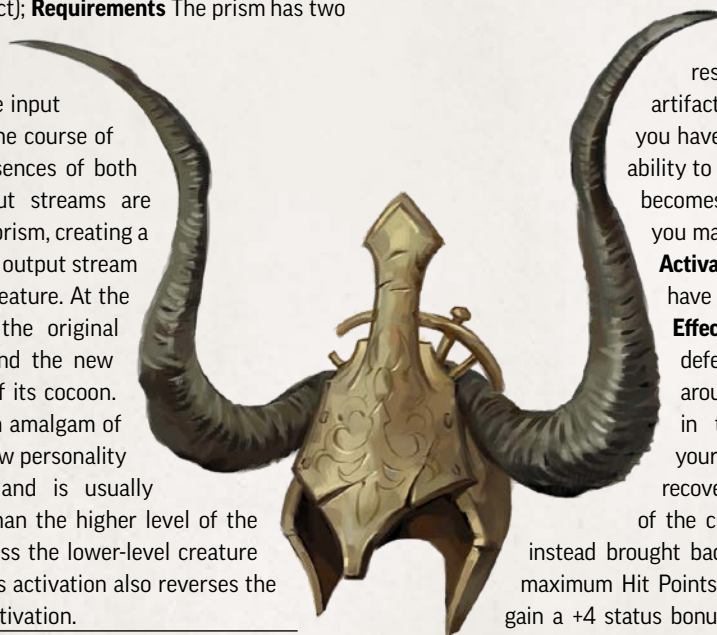 ct); Requirements The prism has two
e input
ne course of
sences of both
ut streams are
prism, creating a
output stream
eature. At the
the original
nd the new
f its cocoon.
n amalgam of
w personality
and is usually
han the higher level of the
ss the lower-level creature
s activation also reverses the
tivation.
res
artifact
you have
ability to
becomes
you ma
Activa
have
Effec
defe
arou
in t
your
recove
of the c
instead brought bac
maximum Hit Points
gain a +4 status bonu